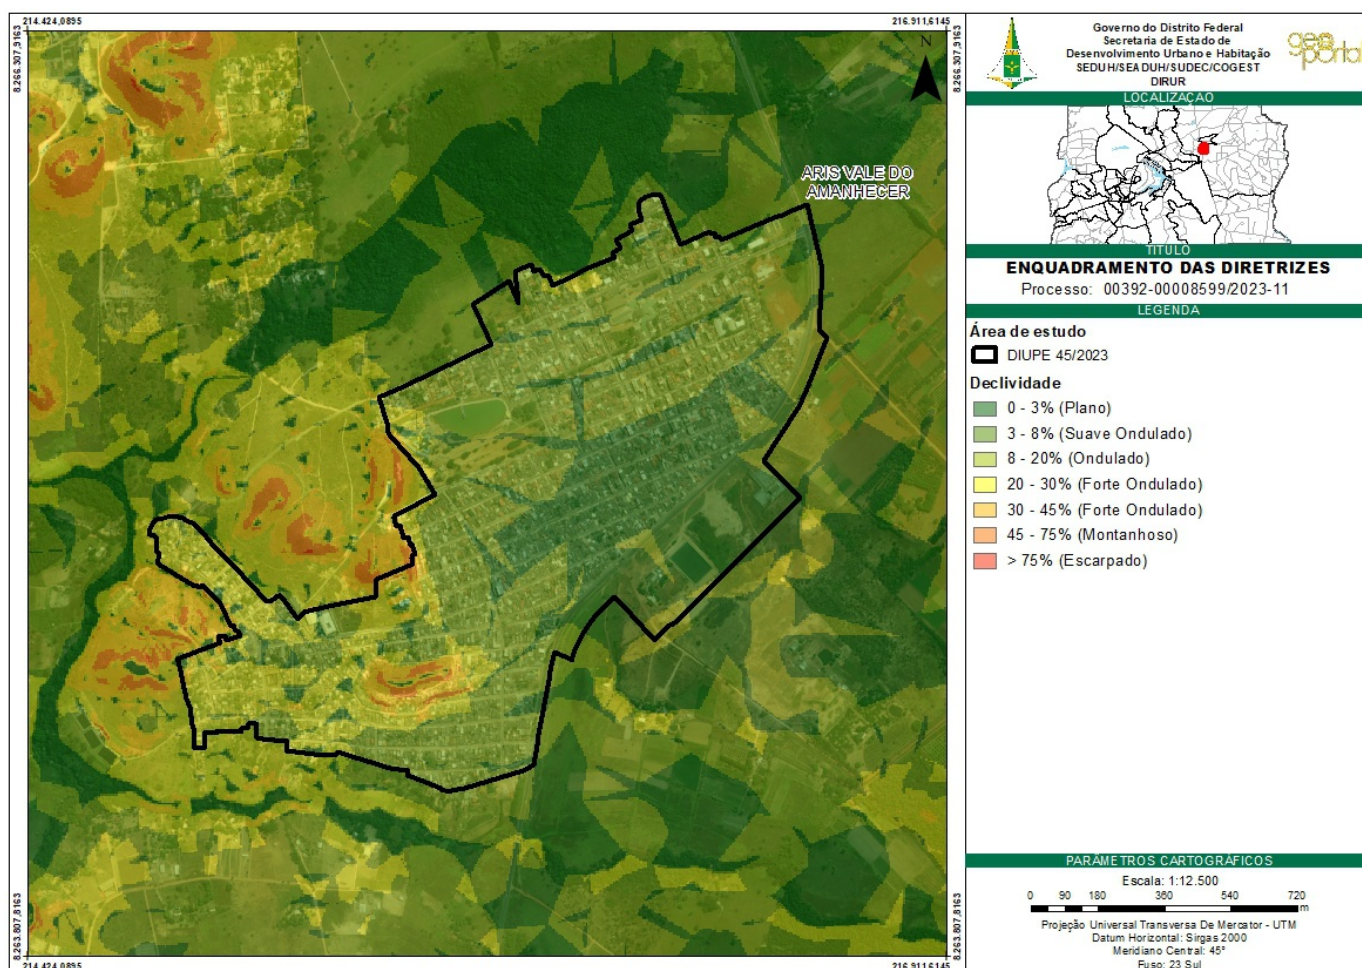 214.424,0895
216.911,6145
8.266.307,9163
8.266.307,9163
N
ARIS VALE DO
AMANHECER
8.263.807,8163
8.263.807,8163
214.424,0895
216.911,6145
Governo do Distrito Federal
Secretaria de Estado de
Desenvolvimento Urbano e Habitação
SEDUH/SEADUH/SUDEC/COGEST
DIRUR
geo
portal
LOCALIZAÇÃO
TÍTULO
ENQUADRAMENTO DAS DIRETRIZES
Processo: 00392-00008599/2023-11
LEGENDA
Área de estudo
DIUPE 45/2023
Declividade
0 - 3% (Plano)
3 - 8% (Suave Ondulado)
8 - 20% (Ondulado)
20 - 30% (Forte Ondulado)
30 - 45% (Forte Ondulado)
45 - 75% (Montanhoso)
> 75% (Escarpado)
PARÂMETROS CARTOGRÁFICOS
Escala: 1:12.500
0 90 180 360 540 720
m
Projeção Universal Transversa De Mercator - UTM
Datum Horizontal: Sirgas 2000
Meridiano Central: 45°
Fuso: 23 Sul